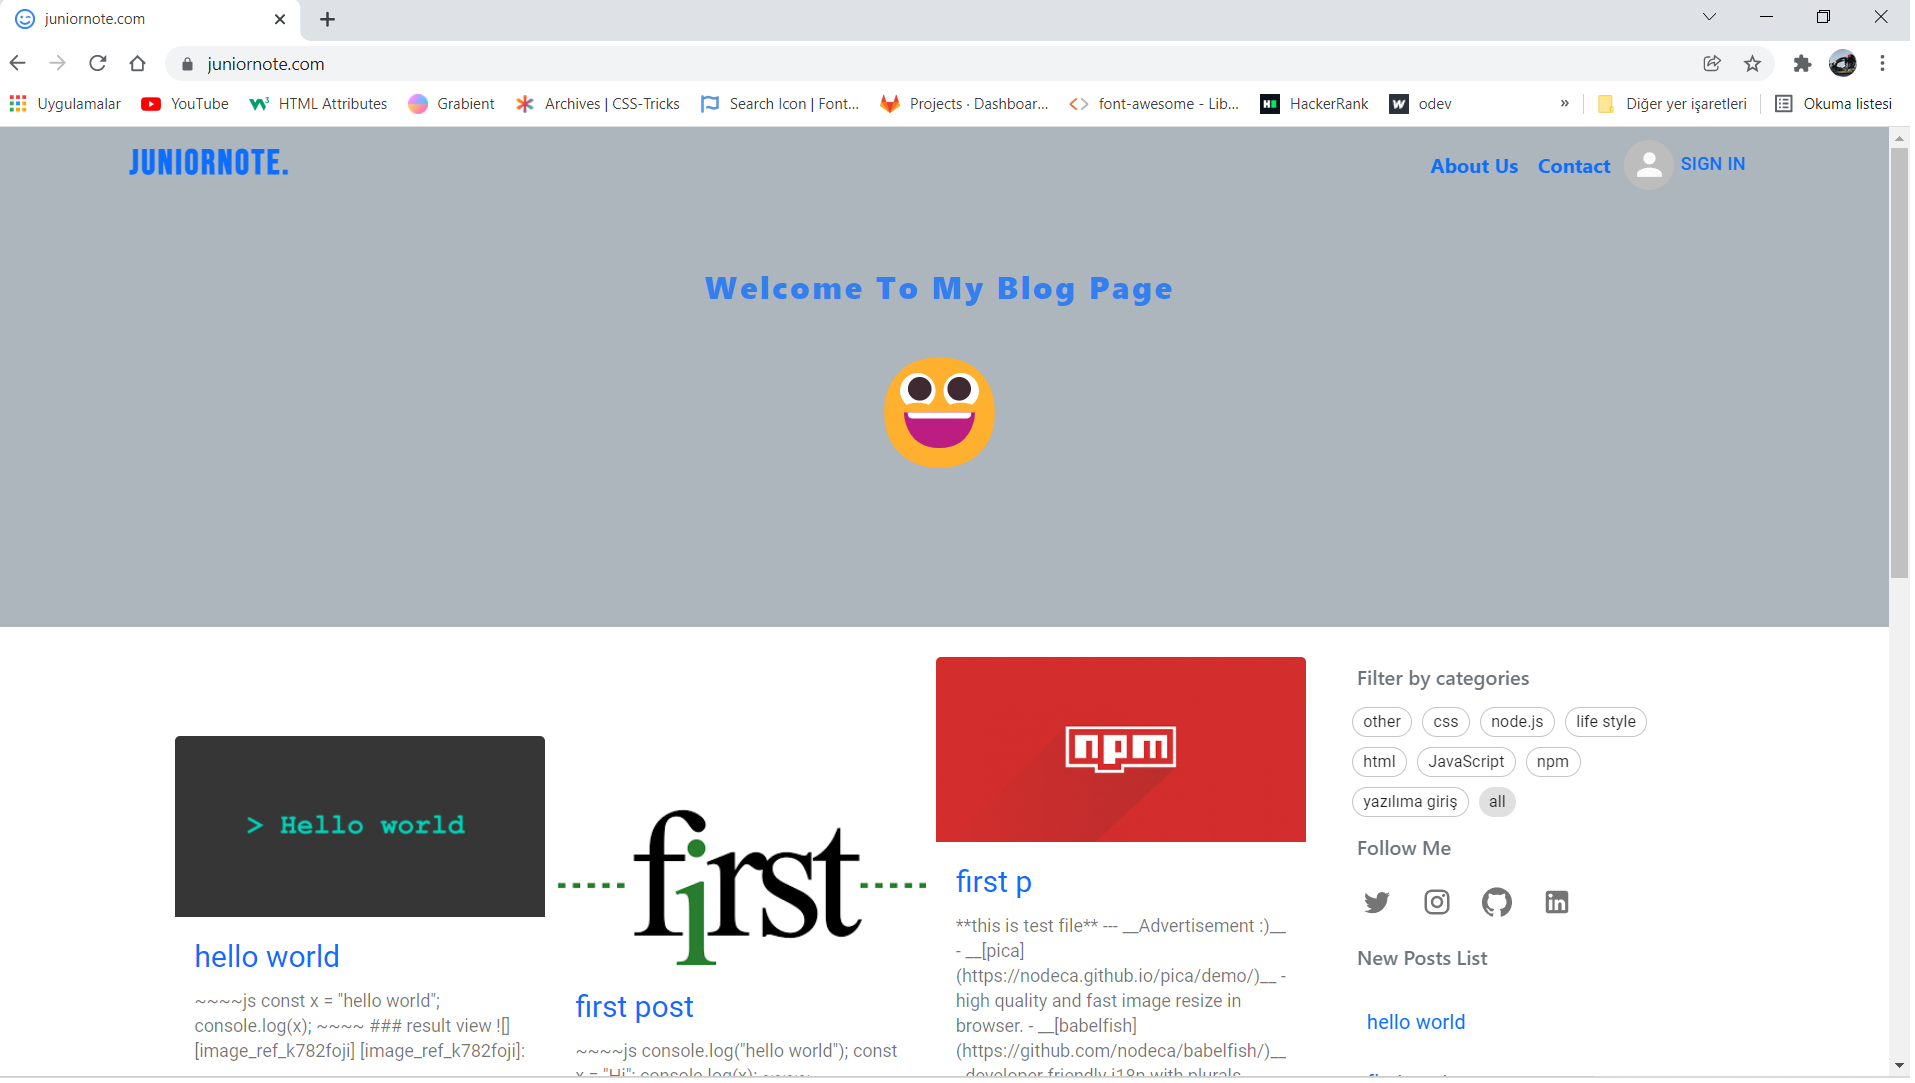 juniornote.com
juniornote.com
Uygulamalar YouTube HTML Attributes Grabient Archives | CSS-Tricks Search Icon | Font... Projects · Dashboar... font-awesome - Lib... HackerRank odev » Diğer yer işaretleri Okuma listesi
JUNIORNOTE.
About Us Contact SIGN IN
Welcome To My Blog Page
> Hello world
hello world
~~~~js const x = "hello world";
console.log(x); ~~~~ ### result view ![]
[image_ref_k782foji] [image_ref_k782foji]:
first
first post
~~~~js console.log("hello world"); const
x = "Hi"; console.log(x); ~~~~
npm
first p
**this is test file** --- __Advertisement :)__
- __[pica]
(https://nodeca.github.io/pica/demo/)__ -
high quality and fast image resize in
browser. - __[babelfish]
(https://github.com/nodeca/babelfish/)__
- developer friendly i18n with plurals
Filter by categories
other css node.js life style
html JavaScript npm
yazılıma giriş all
Follow Me
New Posts List
hello world